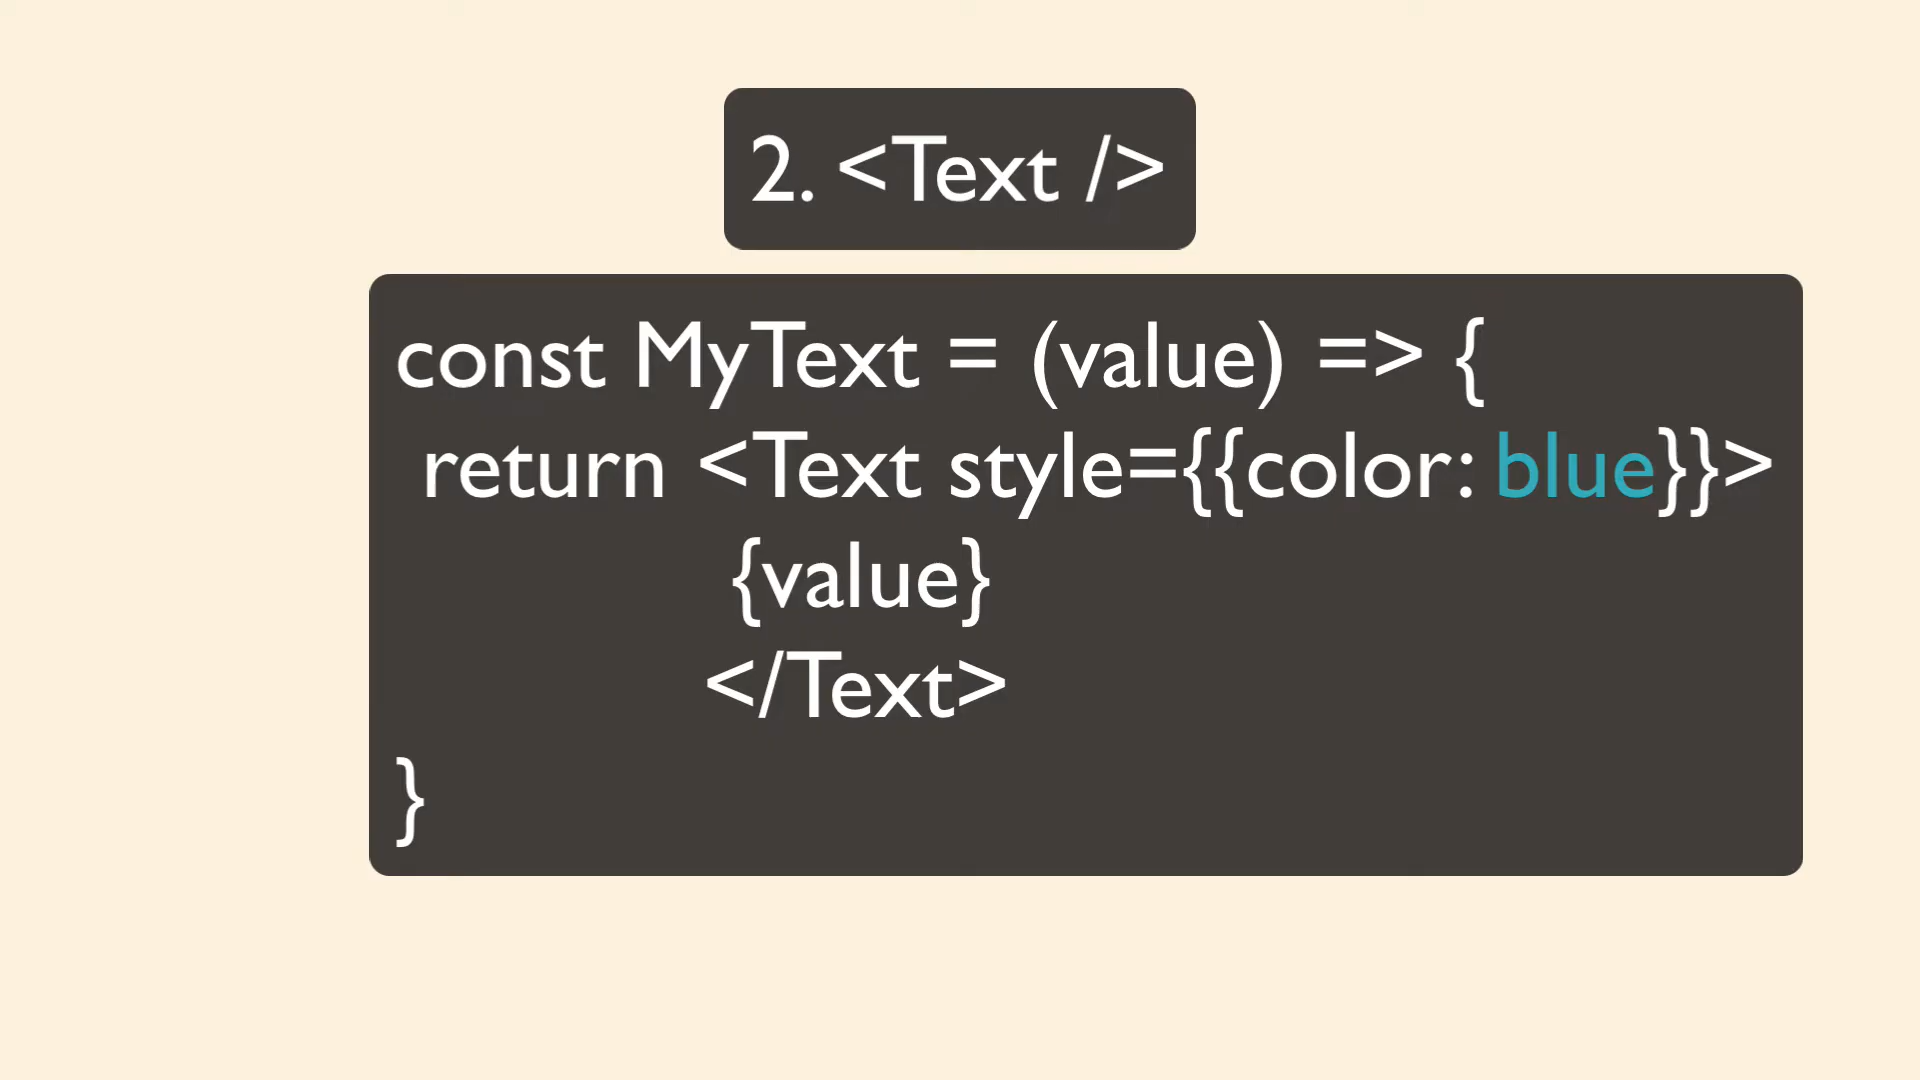 2. <Text />
const MyText = (value) => {
return <Text style={{color: blue}}>
{value}
</Text>
}